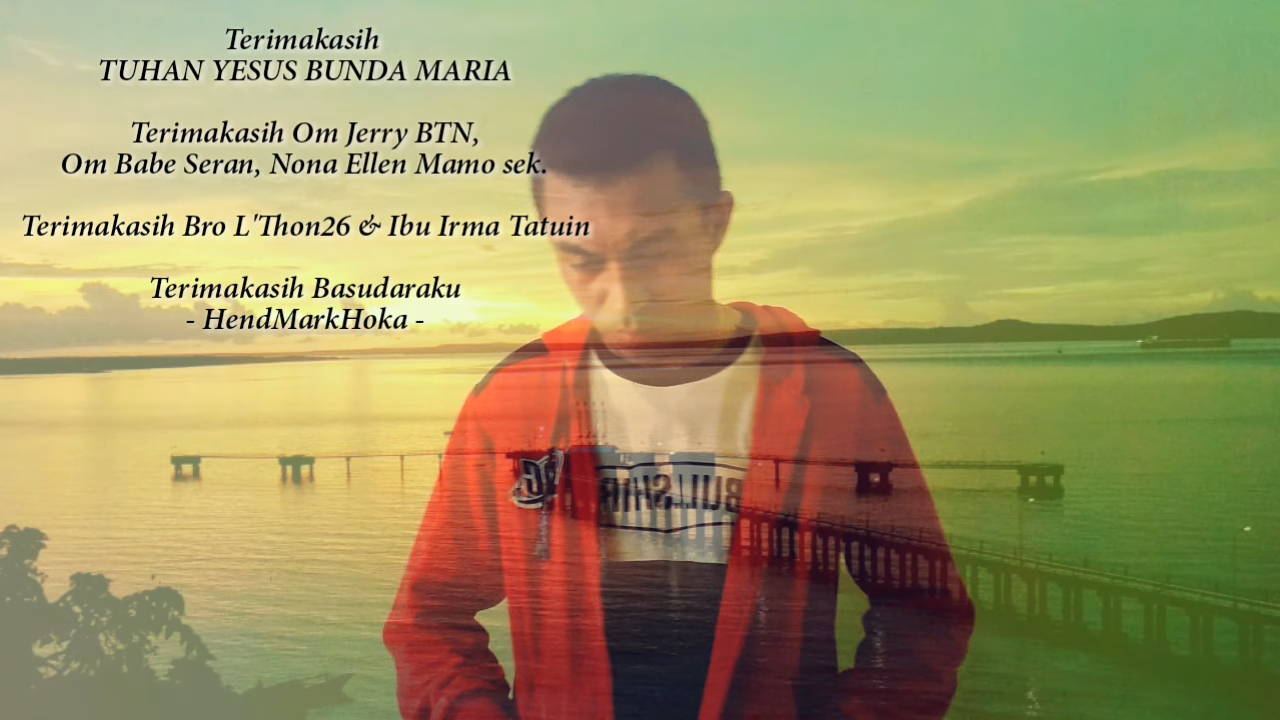 Terimakasih
TUHAN YESUS BUNDA MARIA
Terimakasih Om Jerry BTN,
Om Babe Seran, Nona Ellen Mamo sek.
Terimakasih Bro L'Thon26 & Ibu Irma Tatuin
Terimakasih Basudaraku
- HendMarkHoka -